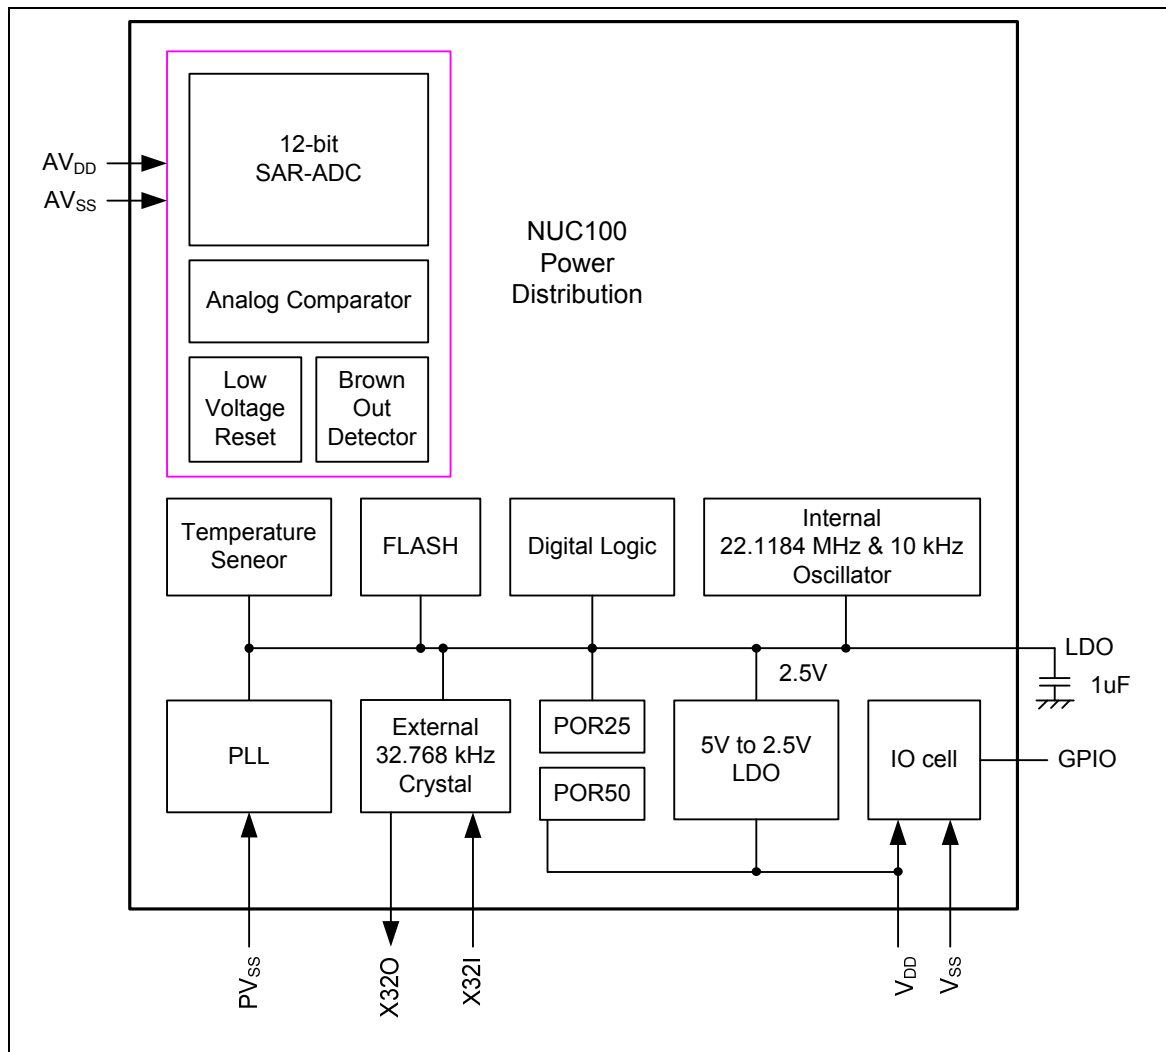 12-bit
SAR-ADC
AVDD
AVSS
NUC100
Power
Distribution
Analog Comparator
Low
Voltage
Reset
Brown
Out
Detector
Temperature
Seneor
FLASH
Digital Logic
Internal
22.1184 MHz & 10 kHz
Oscillator
LDO
2.5V
1uF
PLL
External
32.768 kHz
Crystal
POR25
POR50
5V to 2.5V
LDO
IO cell
GPIO
PVSS
X32O
X32I
VDD
VSS